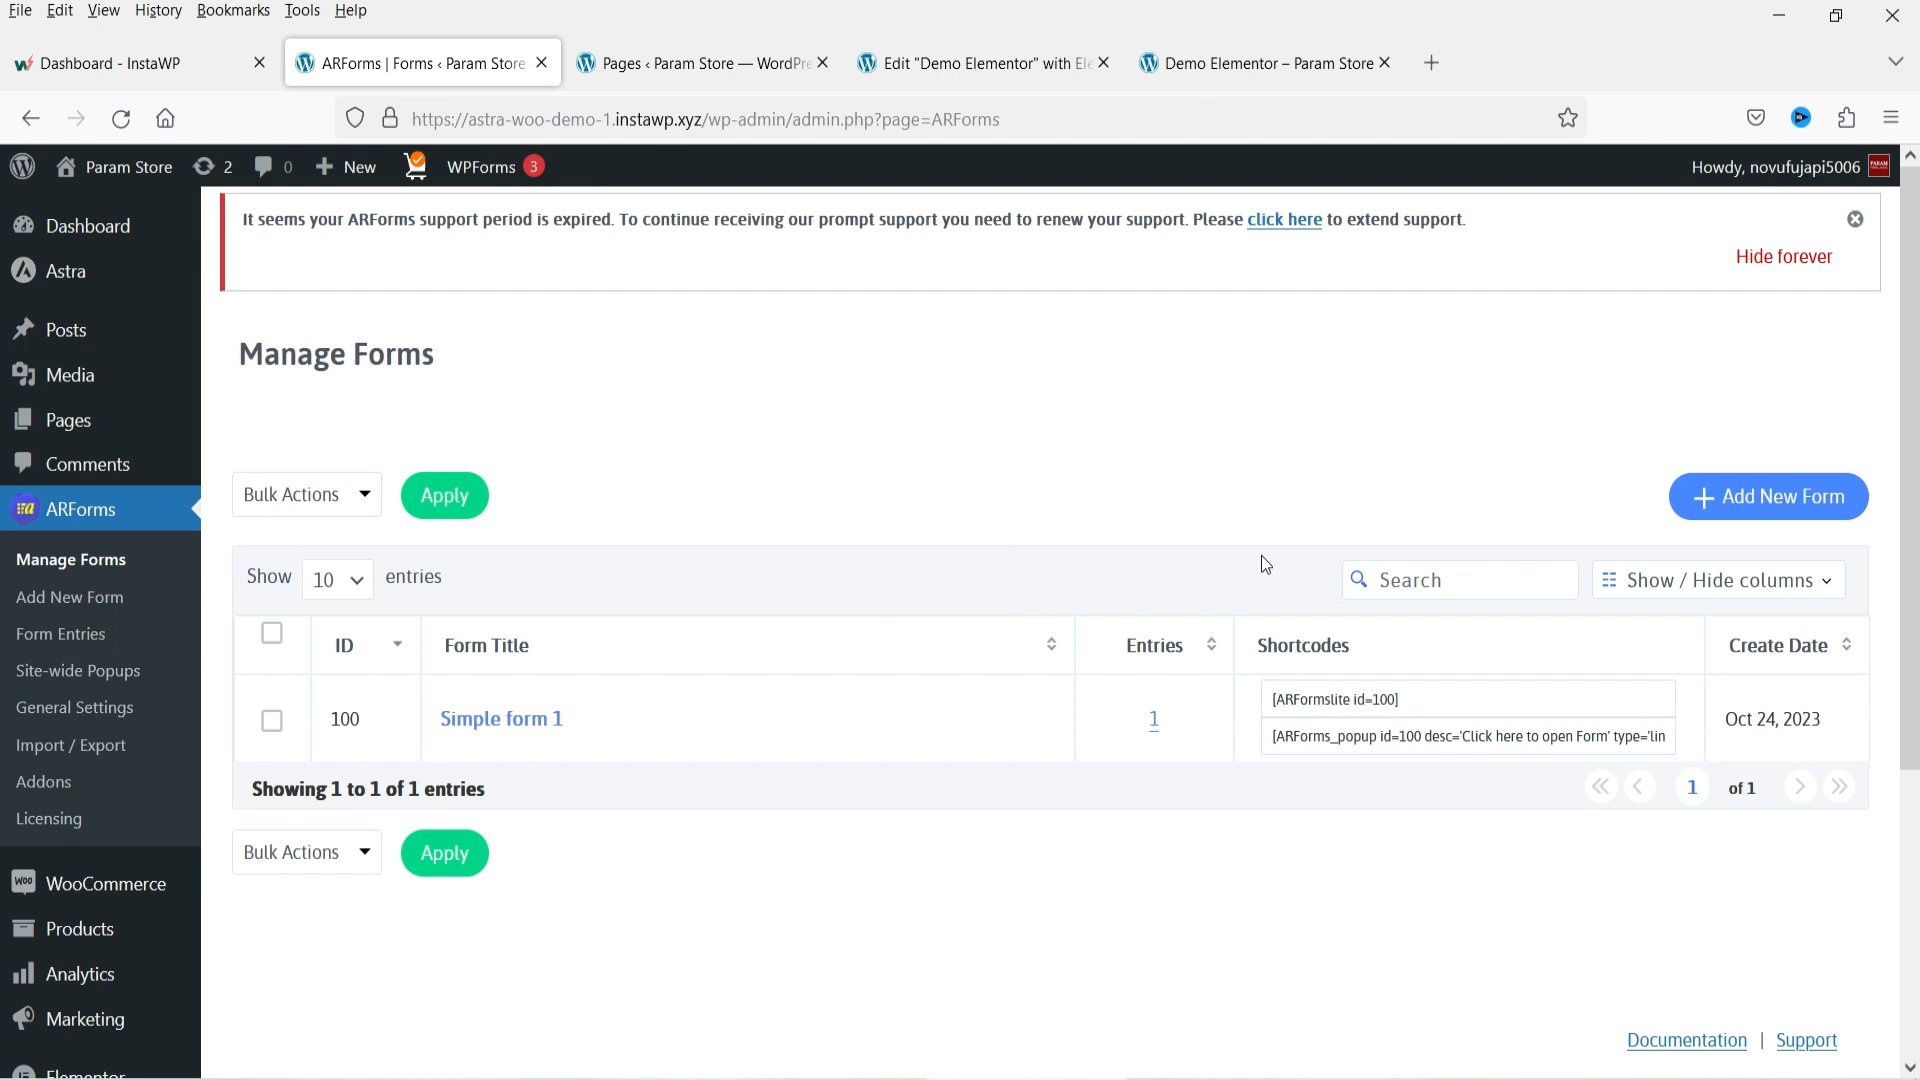 File Edit View History Bookmarks Tools Help
Dashboard - InstaWP
ARForms | Forms ‹ Param Store
Pages ‹ Param Store — WordPre
Edit "Demo Elementor" with Ele
Demo Elementor – Param Store
https://astra-woo-demo-1.instawp.xyz/wp-admin/admin.php?page=ARForms
Param Store 2 0 New WPForms 3 Howdy, novufujapi5006
Dashboard
Astra
Posts
Media
Pages
Comments
ARForms
Manage Forms
Add New Form
Form Entries
Site-wide Popups
General Settings
Import / Export
Addons
Licensing
WooCommerce
Products
Analytics
Marketing
Elementor
It seems your ARForms support period is expired. To continue receiving our prompt support you need to renew your support. Please click here to extend support.
Hide forever
Manage Forms
Bulk Actions Apply Add New Form
Show 10 entries Search Show / Hide columns
ID Form Title Entries Shortcodes Create Date
100 Simple form 1 1 [ARFormslite id=100] Oct 24, 2023
[ARForms_popup id=100 desc='Click here to open Form' type='lin
Showing 1 to 1 of 1 entries 1 of 1
Bulk Actions Apply
Documentation | Support